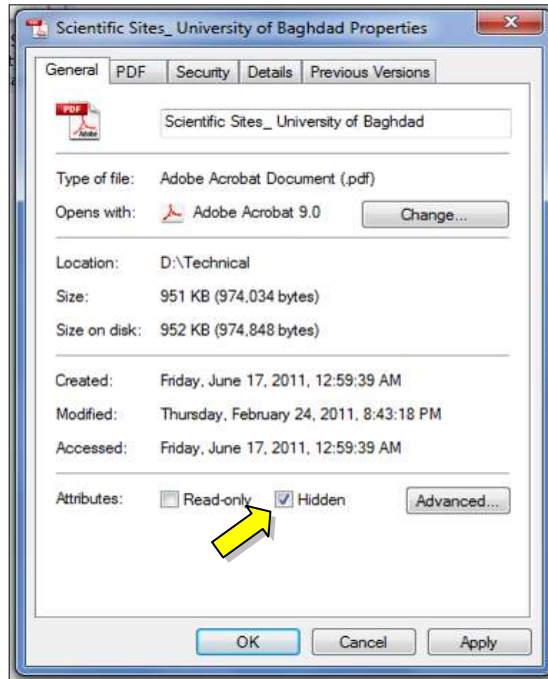 Scientific Sites_ University of Baghdad Properties
General PDF Security Details Previous Versions
PDF
Adobe
Scientific Sites_ University of Baghdad
Type of file: Adobe Acrobat Document (.pdf)
Opens with: Adobe Acrobat 9.0 Change...
Location: D:\Technical
Size: 951 KB (974,034 bytes)
Size on disk: 952 KB (974,848 bytes)
Created: Friday, June 17, 2011, 12:59:39 AM
Modified: Thursday, February 24, 2011, 8:43:18 PM
Accessed: Friday, June 17, 2011, 12:59:39 AM
Attributes: Read-only Hidden Advanced...
OK Cancel Apply